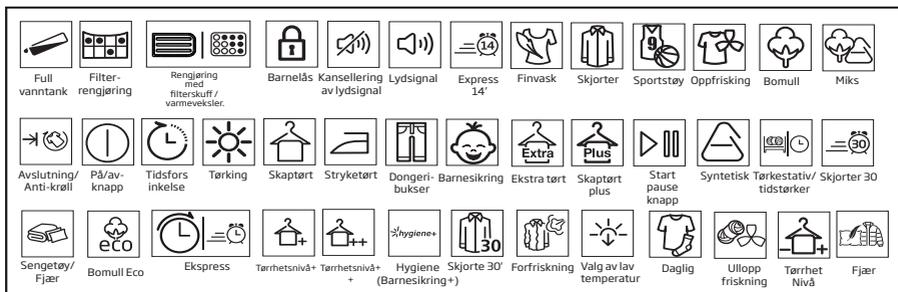 14
9
Full vanntank
Filter-rengjøring
Rengjøring med filterskuff / varmeveksler.
Barnelås
Kansellering av lydsignal
Lydsignal
Express 14'
Finvask
Skjorter
Sportstøy
Oppfrisking
Bomull
Miks
Extra
Plus
30
Avslutning/ Anti-krøll
På/av-knapp
Tidsfors inkelse
Tørking
Skaptørt
Stryketørt
Dongeri-bukser
Barnesikring
Ekstra tørt
Skaptørt plus
Start pause knapp
Syntetisk
Tørkestativ/ tidstørker
Skjorter 30
eco
+
++
hygiene+
30
+
Sengetøy/ Fjær
Bomull Eco
Ekspress
Tørrhetsnivå+
Tørrhetsnivå+ +
Hygiene (Barnesikring+)
Skjorte 30'
Forfriskning
Valg av lav temperatur
Daglig
Ullopp friskning
Tørrhet Nivå
Fjær